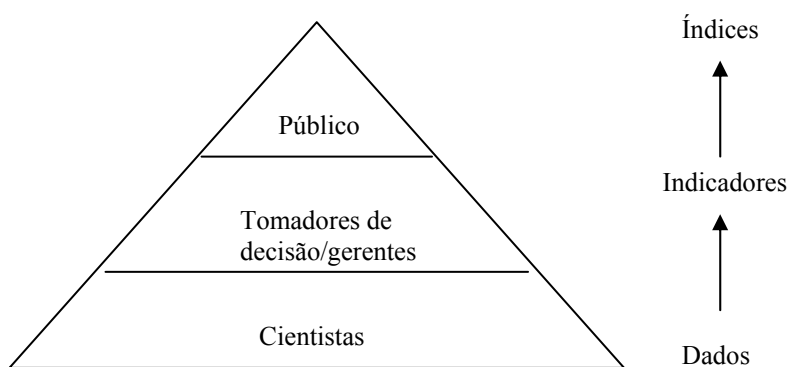 Índices
Público
Indicadores
Tomadores de
decisão/gerentes
Cientistas
Dados